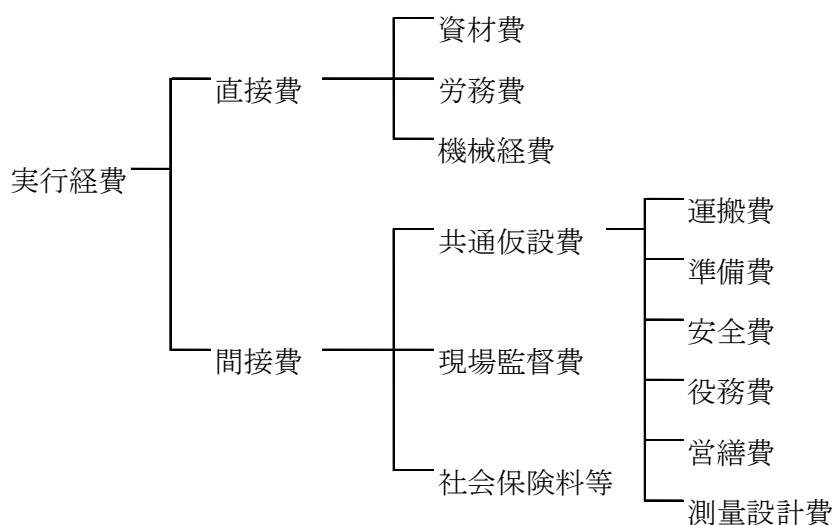 実行経費
直接費
資材費
労務費
機械経費
間接費
共通仮設費
運搬費
準備費
安全費
役務費
営繕費
測量設計費
現場監督費
社会保険料等